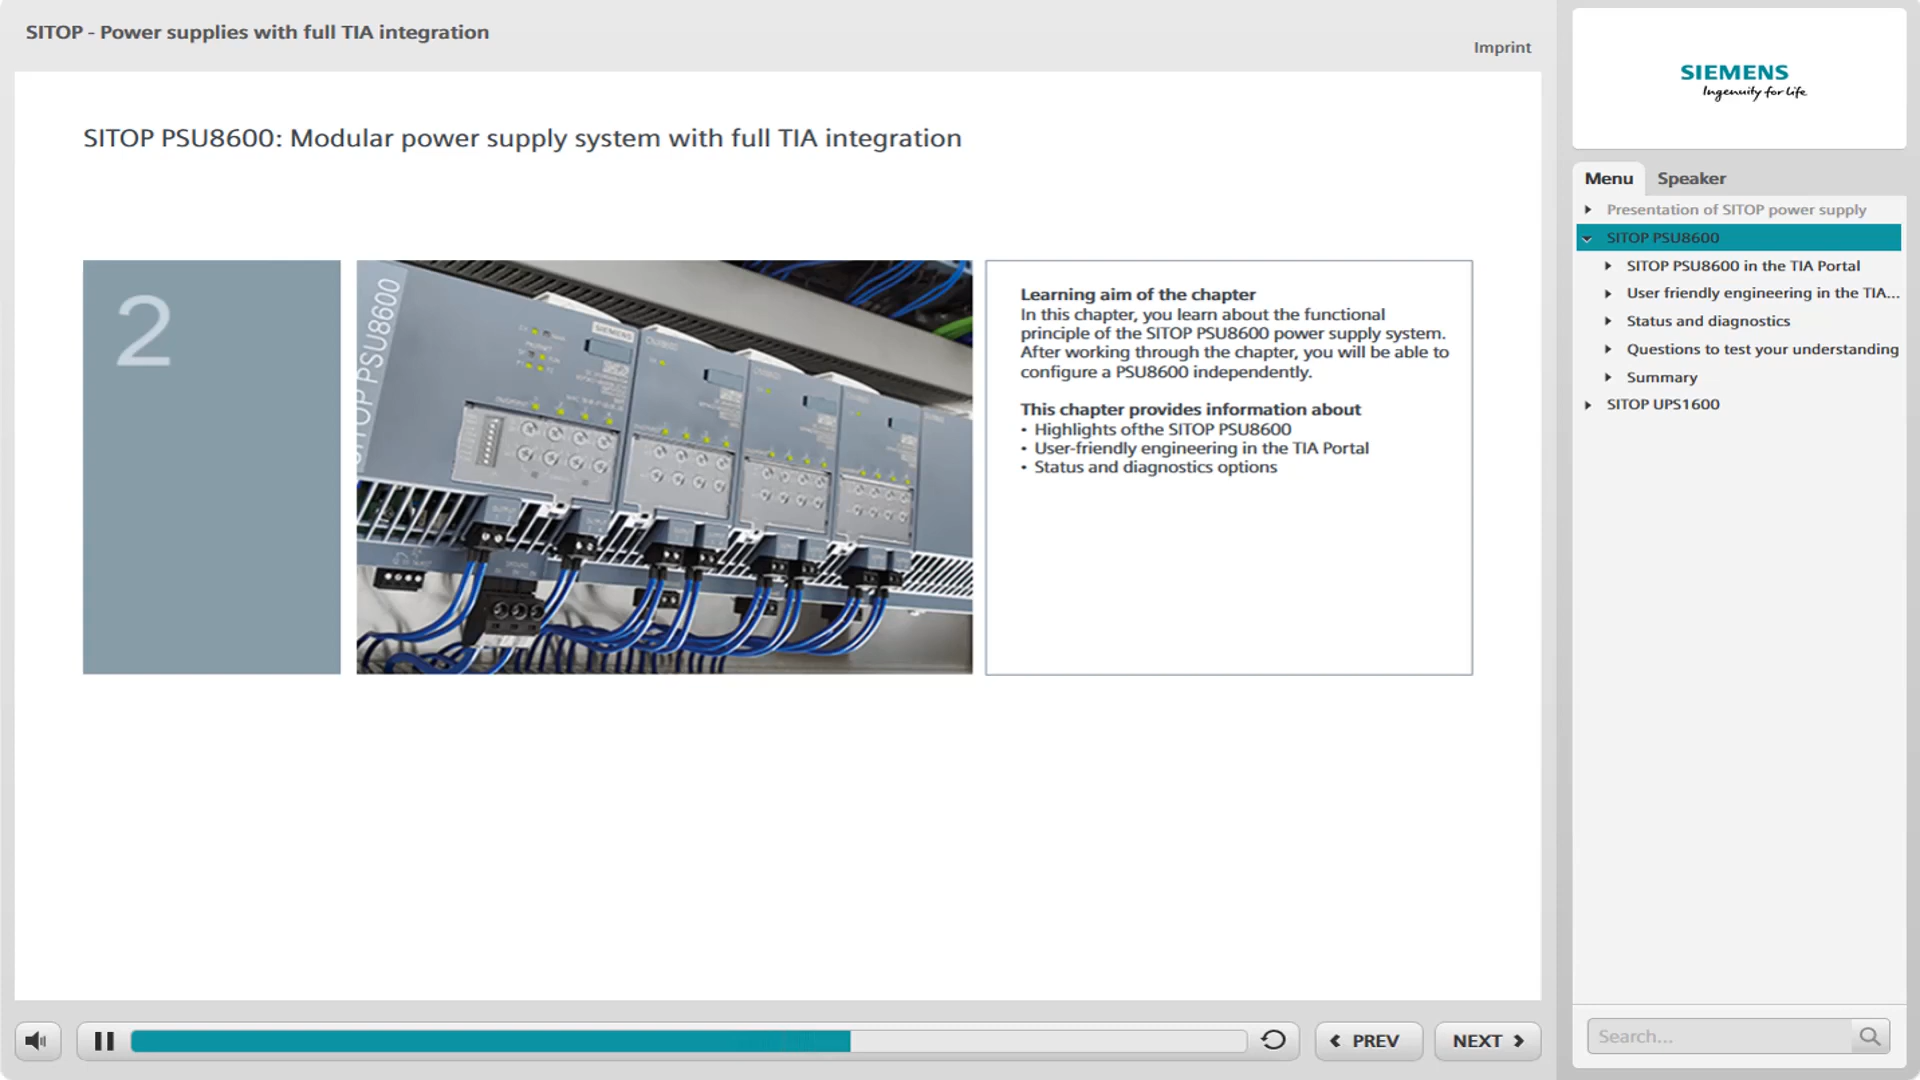 SITOP - Power supplies with full TIA integration
Imprint
SIEMENS
Ingenuity for life
SITOP PSU8600: Modular power supply system with full TIA integration
2
SITOP PSU8600
SIEMENS
Learning aim of the chapter
In this chapter, you learn about the functional
principle of the SITOP PSU8600 power supply system.
After working through the chapter, you will be able to
configure a PSU8600 independently.
This chapter provides information about
• Highlights ofthe SITOP PSU8600
• User-friendly engineering in the TIA Portal
• Status and diagnostics options
Menu
Speaker
Presentation of SITOP power supply
SITOP PSU8600
SITOP PSU8600 in the TIA Portal
User friendly engineering in the TIA...
Status and diagnostics
Questions to test your understanding
Summary
SITOP UPS1600
PREV
NEXT
Search...